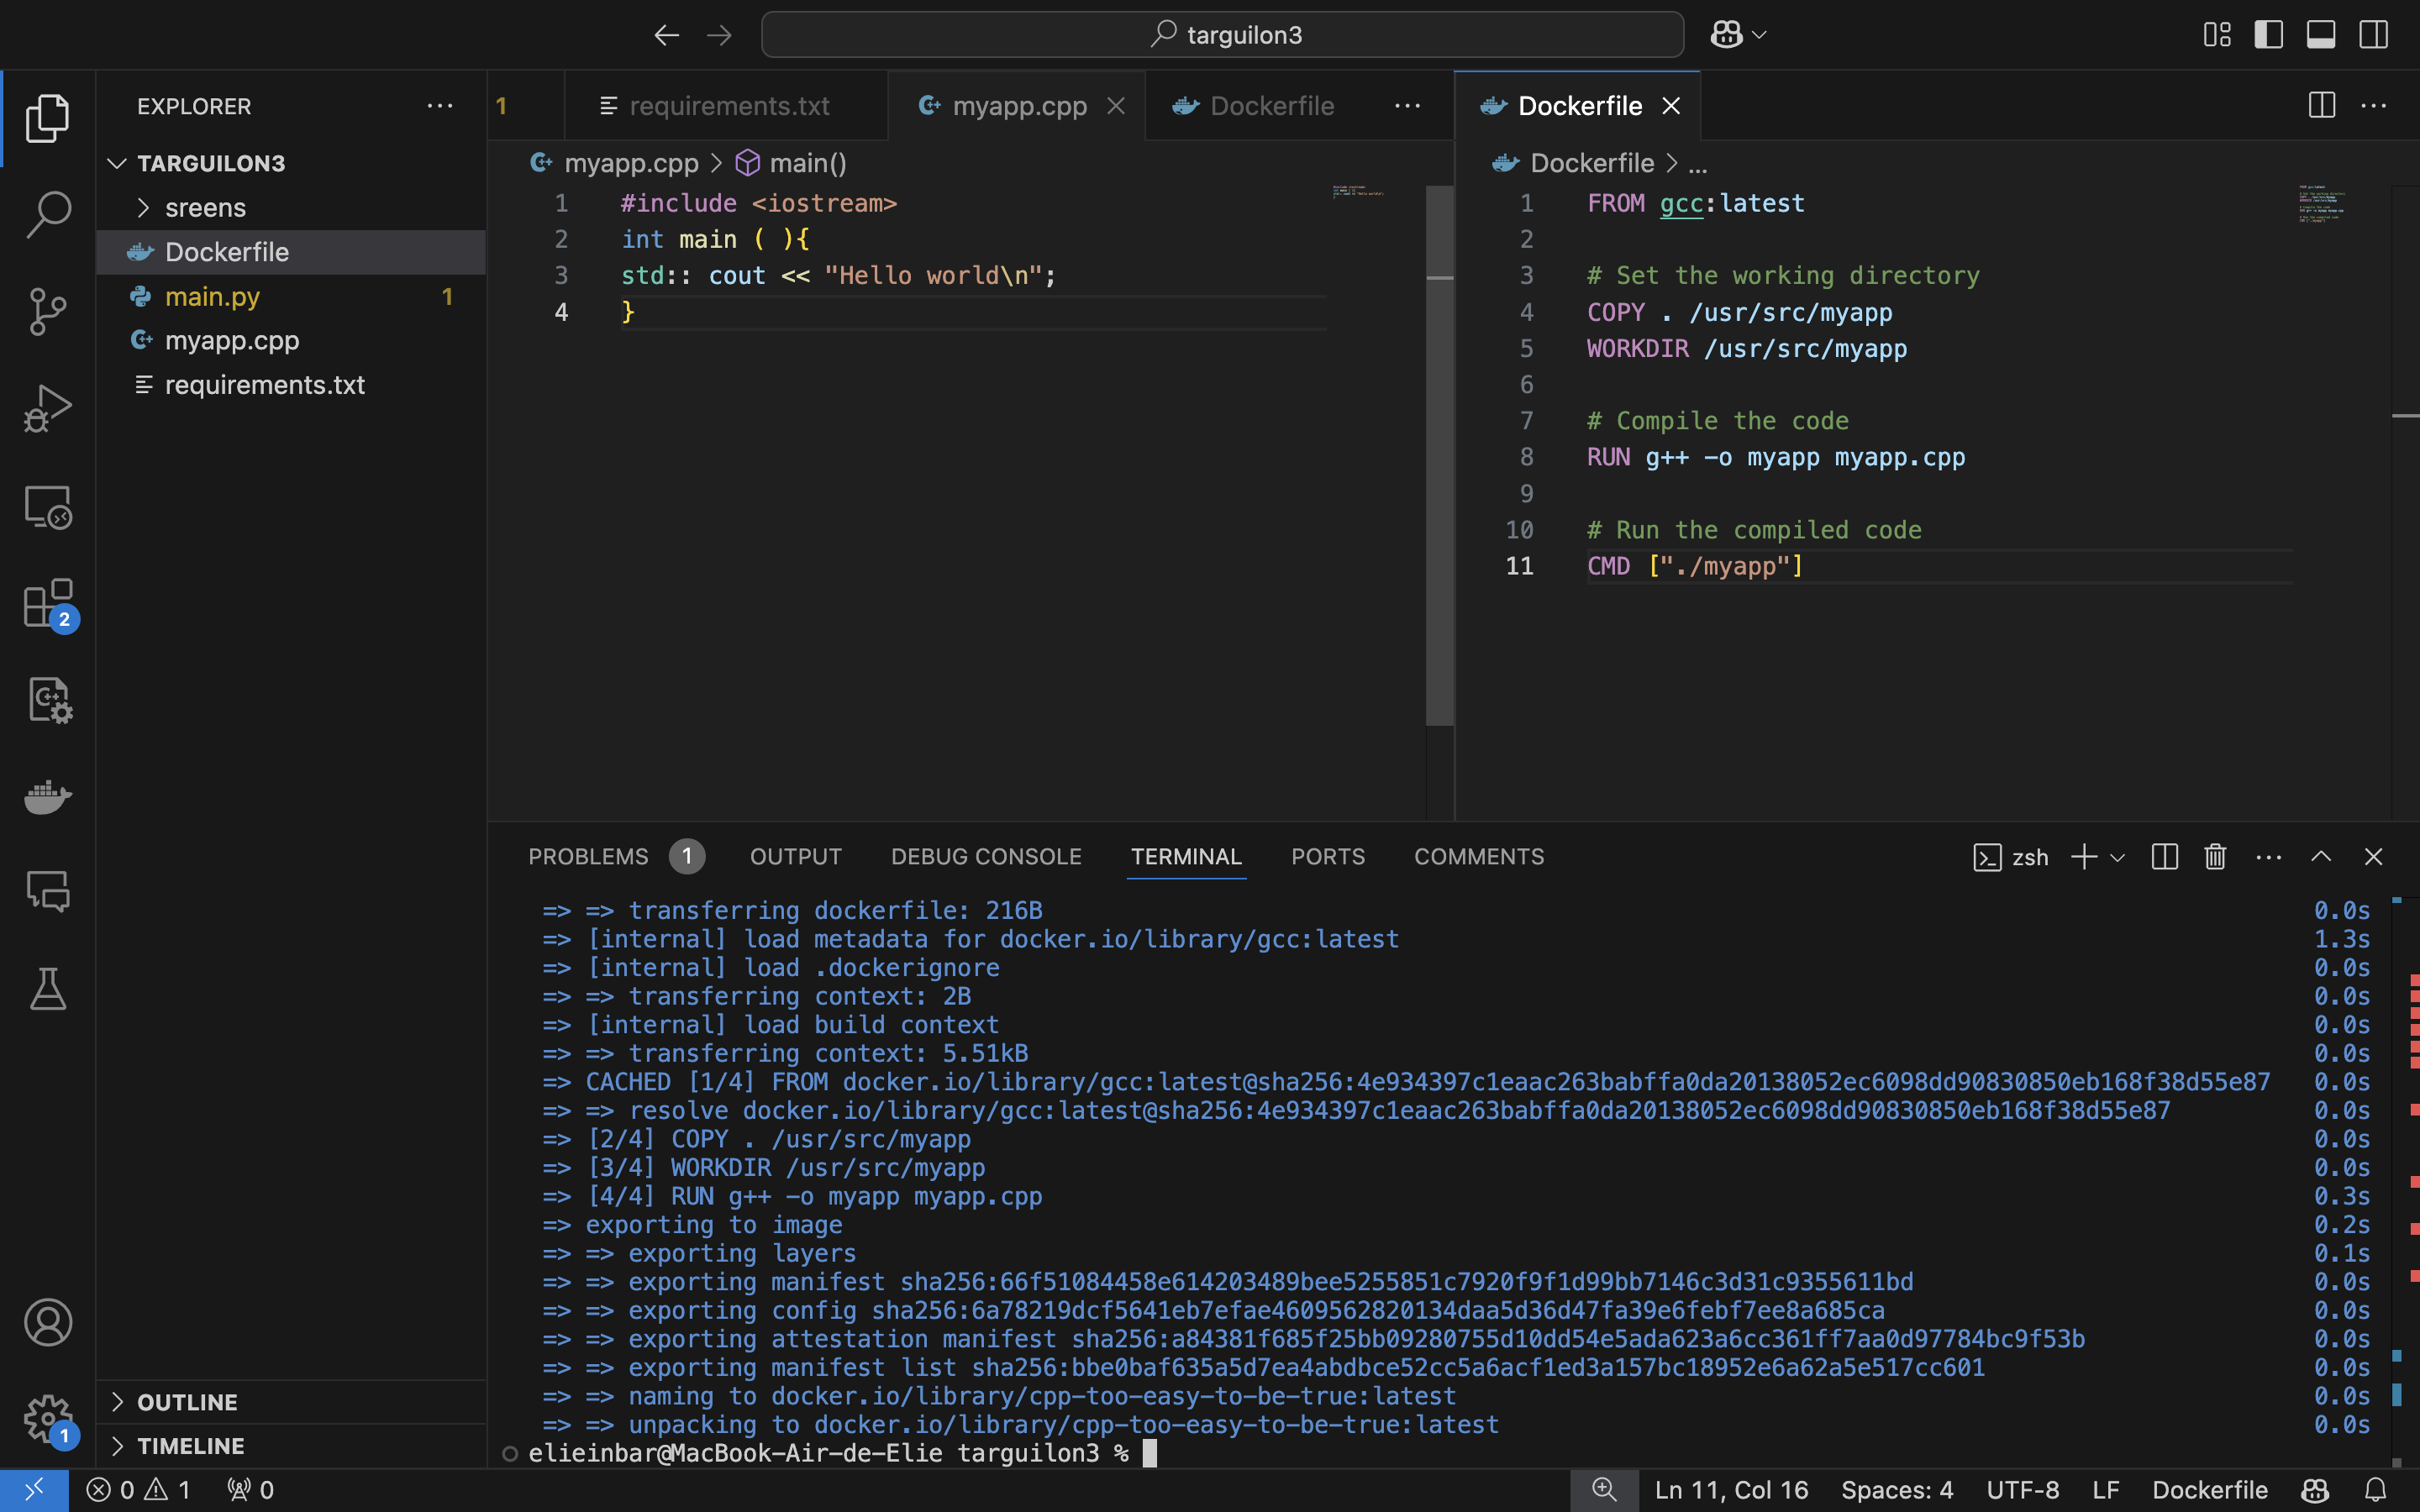 targuilon3
EXPLORER
TARGUILON3
sreens
Dockerfile
main.py 1
myapp.cpp
requirements.txt
OUTLINE
TIMELINE
2
1
1 requirements.txt myapp.cpp Dockerfile
myapp.cpp > main()
1 #include <iostream>
2 int main ( ){
3 std:: cout << "Hello world\n";
4 }
Dockerfile
Dockerfile > ...
1 FROM gcc:latest
2
3 # Set the working directory
4 COPY . /usr/src/myapp
5 WORKDIR /usr/src/myapp
6
7 # Compile the code
8 RUN g++ -o myapp myapp.cpp
9
10 # Run the compiled code
11 CMD ["./myapp"]
PROBLEMS 1 OUTPUT DEBUG CONSOLE TERMINAL PORTS COMMENTS zsh
=> => transferring dockerfile: 216B 0.0s
=> [internal] load metadata for docker.io/library/gcc:latest 1.3s
=> [internal] load .dockerignore 0.0s
=> => transferring context: 2B 0.0s
=> [internal] load build context 0.0s
=> => transferring context: 5.51kB 0.0s
=> CACHED [1/4] FROM docker.io/library/gcc:latest@sha256:4e934397c1eaac263babffa0da20138052ec6098dd90830850eb168f38d55e87 0.0s
=> => resolve docker.io/library/gcc:latest@sha256:4e934397c1eaac263babffa0da20138052ec6098dd90830850eb168f38d55e87 0.0s
=> [2/4] COPY . /usr/src/myapp 0.0s
=> [3/4] WORKDIR /usr/src/myapp 0.0s
=> [4/4] RUN g++ -o myapp myapp.cpp 0.3s
=> exporting to image 0.2s
=> => exporting layers 0.1s
=> => exporting manifest sha256:66f51084458e614203489bee5255851c7920f9f1d99bb7146c3d31c9355611bd 0.0s
=> => exporting config sha256:6a78219dcf5641eb7efae4609562820134daa5d36d47fa39e6febf7ee8a685ca 0.0s
=> => exporting attestation manifest sha256:a84381f685f25bb09280755d10dd54e5ada623a6cc361ff7aa0d97784bc9f53b 0.0s
=> => exporting manifest list sha256:bbe0baf635a5d7ea4abdbce52cc5a6acf1ed3a157bc18952e6a62a5e517cc601 0.0s
=> => naming to docker.io/library/cpp-too-easy-to-be-true:latest 0.0s
=> => unpacking to docker.io/library/cpp-too-easy-to-be-true:latest 0.0s
elieinbar@MacBook-Air-de-Elie targuilon3 %
0 1 0 Ln 11, Col 16 Spaces: 4 UTF-8 LF Dockerfile